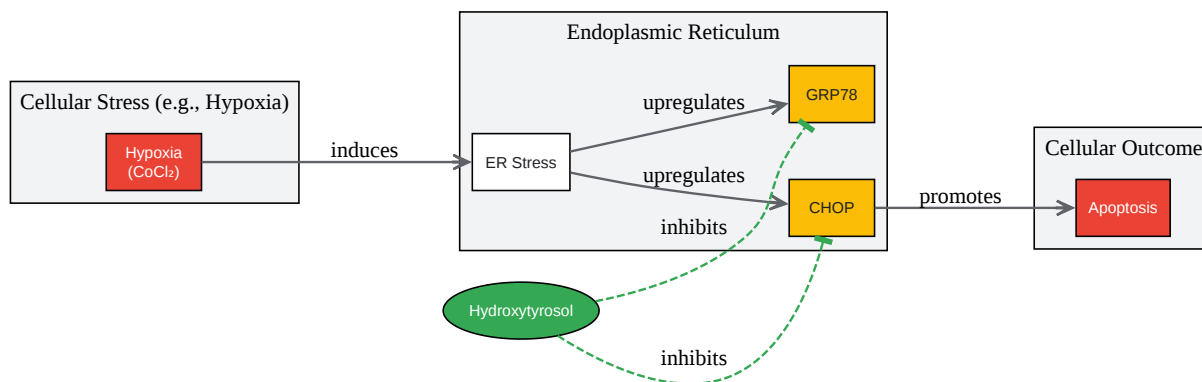 Endoplasmic Reticulum
Cellular Stress (e.g., Hypoxia)
GRP78
upregulates
Hypoxia
(CoCl₂)
induces
ER Stress
Cellular Outcome
upregulates
CHOP
promotes
Apoptosis
inhibits
Hydroxytyrosol
inhibits